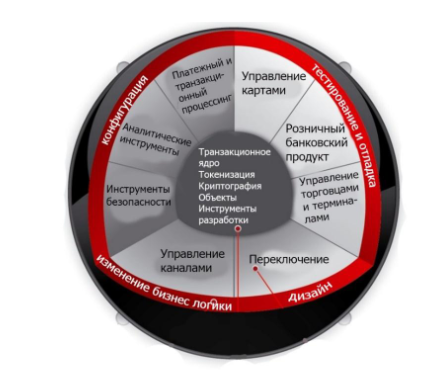 конфигурация
тестирование и отладка
изменение бизнес логики
дизайн
Платежный и
транзакци-
онный
процессинг
Управление
картами
Аналитические
инструменты
Розничный
банковский
продукт
Инструменты
безопасности
Управление
торговцами
и термина-
лами
Управление
каналами
Переключение
Транзакционное
ядро
Токенизация
Криптография
Объекты
Инструменты
разработки